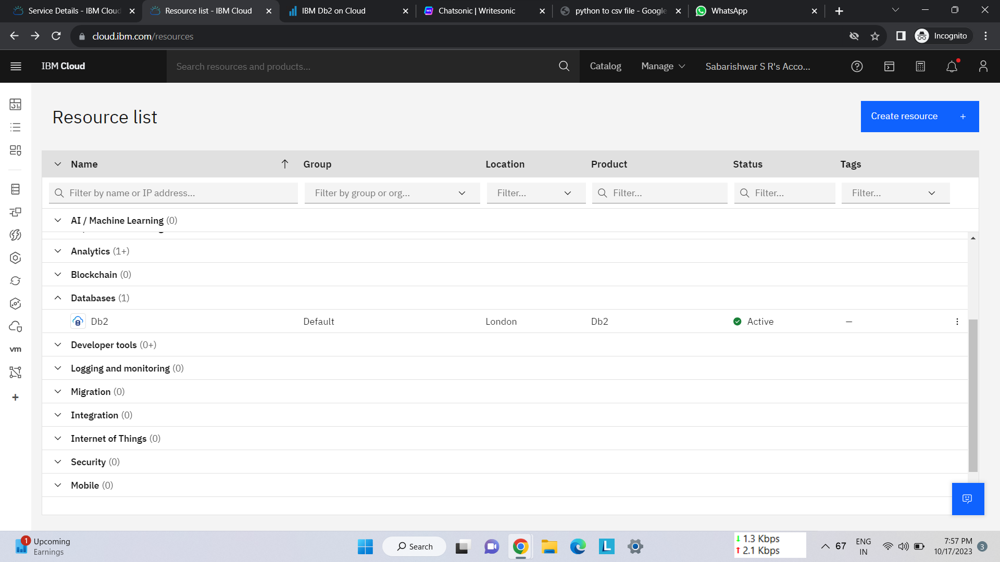 Service Details - IBM Cloud
Resource list - IBM Cloud
IBM Db2 on Cloud
Chatsonic | Writesonic
python to csv file - Google
WhatsApp
cloud.ibm.com/resources
Incognito
IBM Cloud
Search resources and products...
Catalog
Manage
Sabarishwar S R's Acco...
Resource list
Create resource +
Name
Group
Location
Product
Status
Tags
Filter by name or IP address...
Filter by group or org...
Filter...
Filter...
Filter...
Filter...
AI / Machine Learning (0)
Analytics (1+)
Blockchain (0)
Databases (1)
Db2
Default
London
Db2
Active
–
Developer tools (0+)
Logging and monitoring (0)
Migration (0)
Integration (0)
Internet of Things (0)
Security (0)
Mobile (0)
vm
1
Upcoming
Earnings
Search
1.3 Kbps
2.1 Kbps
67
ENG
IN
7:57 PM
10/17/2023
3